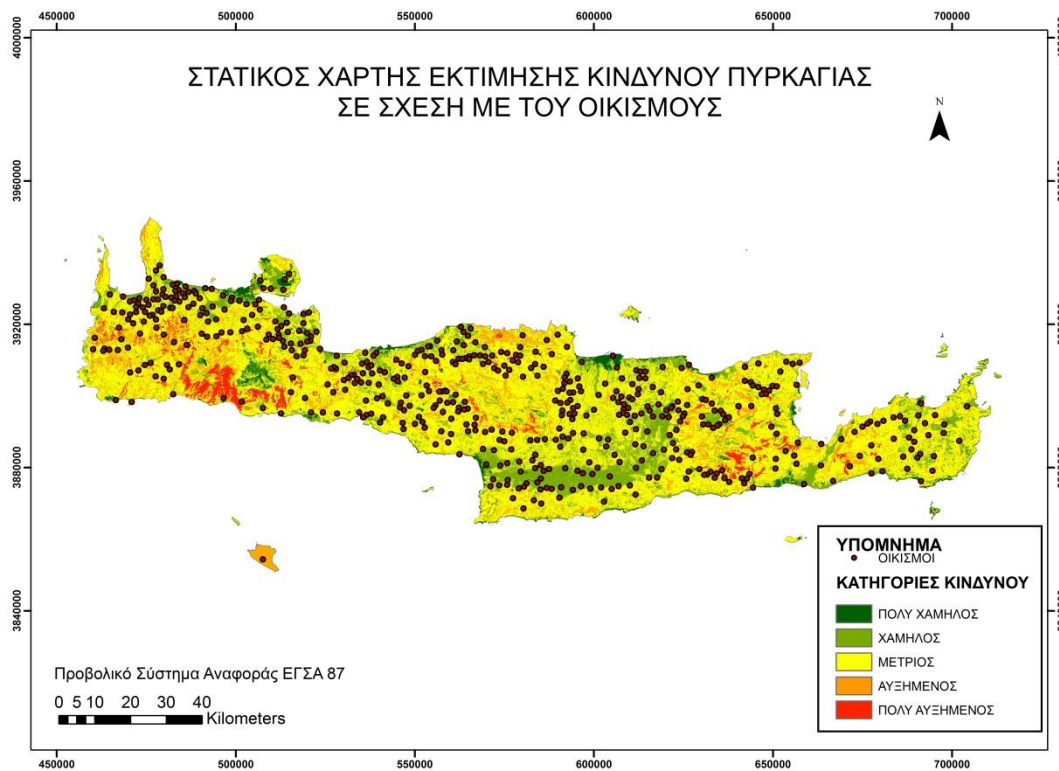 450000 500000 550000 600000 650000 700000
4000000
ΣΤΑΤΙΚΟΣ ΧΑΡΤΗΣ ΕΚΤΙΜΗΣΗΣ ΚΙΝΔΥΝΟΥ ΠΥΡΚΑΓΙΑΣ
ΣΕ ΣΧΕΣΗ ΜΕ ΤΟΥ ΟΙΚΙΣΜΟΥΣ
N
3960000
3920000
3880000
3840000
ΥΠΟΜΝΗΜΑ
ΟΙΚΙΣΜΟΙ
ΚΑΤΗΓΟΡΙΕΣ ΚΙΝΔΥΝΟΥ
ΠΟΛΥ ΧΑΜΗΛΟΣ
ΧΑΜΗΛΟΣ
ΜΕΤΡΙΟΣ
ΑΥΞΗΜΕΝΟΣ
ΠΟΛΥ ΑΥΞΗΜΕΝΟΣ
Προβολικό Σύστημα Αναφοράς ΕΓΣΑ 87
0 5 10 20 30 40
Kilometers
450000 500000 550000 600000 650000 700000